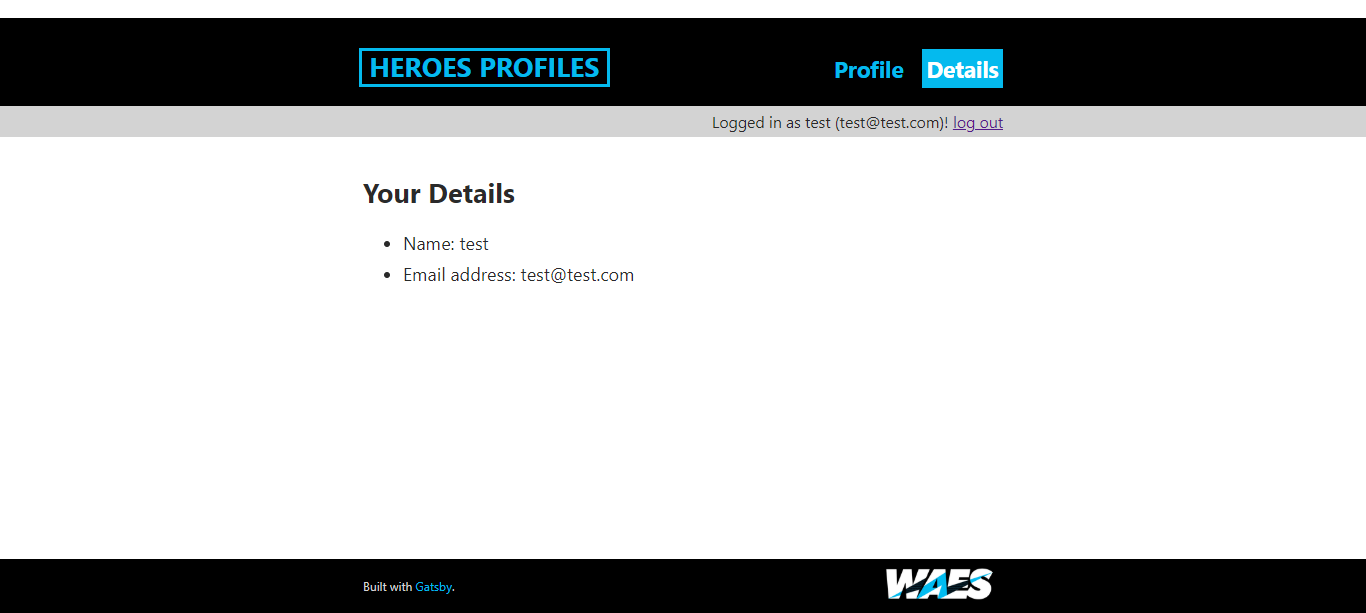 HEROES PROFILES
Profile Details
Logged in as test (test@test.com)! log out
Your Details
Name: test
Email address: test@test.com
Built with Gatsby.
WAES